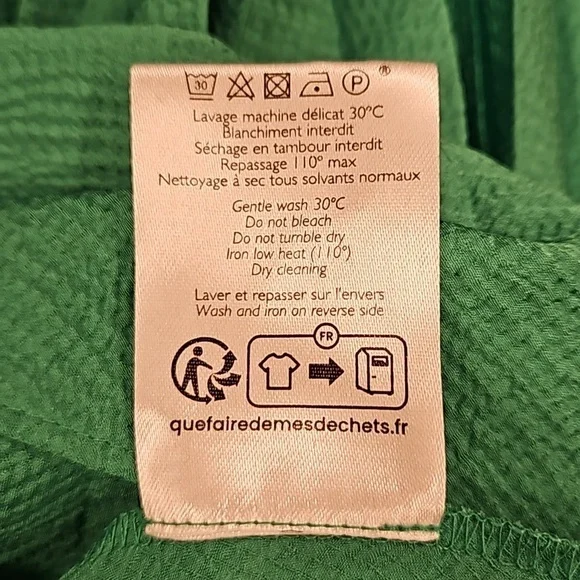 30 P ®
Lavage machine délicat 30°C
Blanchiment interdit
Séchage en tambour interdit
Repassage 110° max
Nettoyage à sec tous solvants normaux
Gentle wash 30°C
Do not bleach
Do not tumble dry
Iron low heat (110°)
Dry cleaning
Laver et repasser sur l'envers
Wash and iron on reverse side
FR
quefairedemesdechets.fr